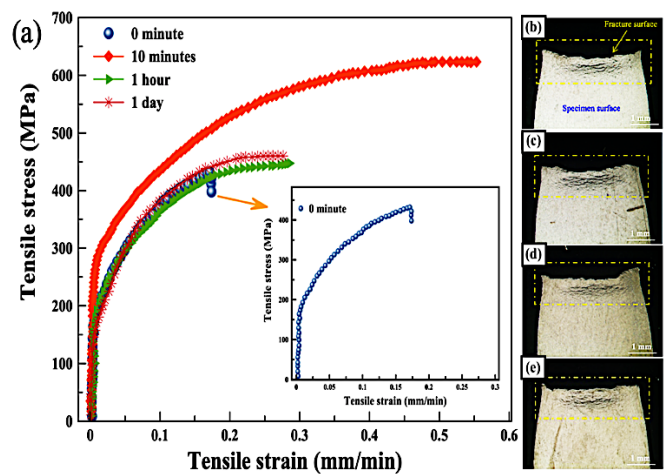 (a)
Tensile stress (MPa)
700
600
500
400
300
200
100
0
0 minute
10 minutes
1 hour
1 day
0 0.1 0.2 0.3 0.4 0.5 0.6
Tensile strain (mm/min)
0 minute
Tensile stress (MPa)
400
300
200
100
0
0 0.05 0.1 0.15 0.2 0.25 0.3
Tensile strain (mm/min)
(b)
Fracture surface
Specimen surface
1 mm
(c)
1 mm
(d)
1 mm
(e)
1 mm